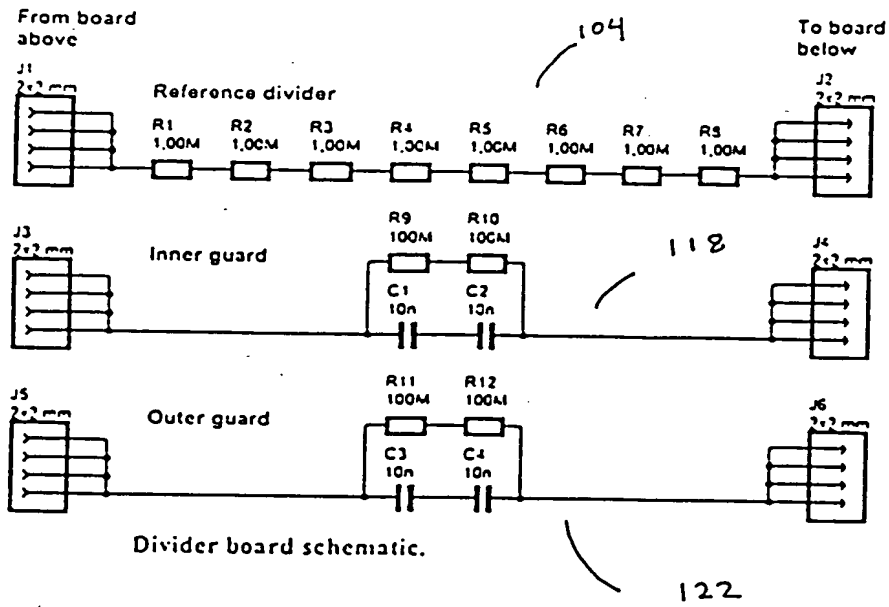 From board above
104
To board below
J1
2x2 mm
Reference divider
J2
2x2 mm
R1 R2 R3 R4 R5 R6 R7 R8
1,00M 1,00M 1,00M 1,00M 1,00M 1,00M 1,00M 1,00M
R9 R10
100M 100M
J3
2x2 mm
Inner guard
118
J4
2x2 mm
C1 C2
10n 10n
R11 R12
100M 100M
J5
2x2 mm
Outer guard
J6
2x2 mm
C3 C4
10n 10n
Divider board schematic.
122